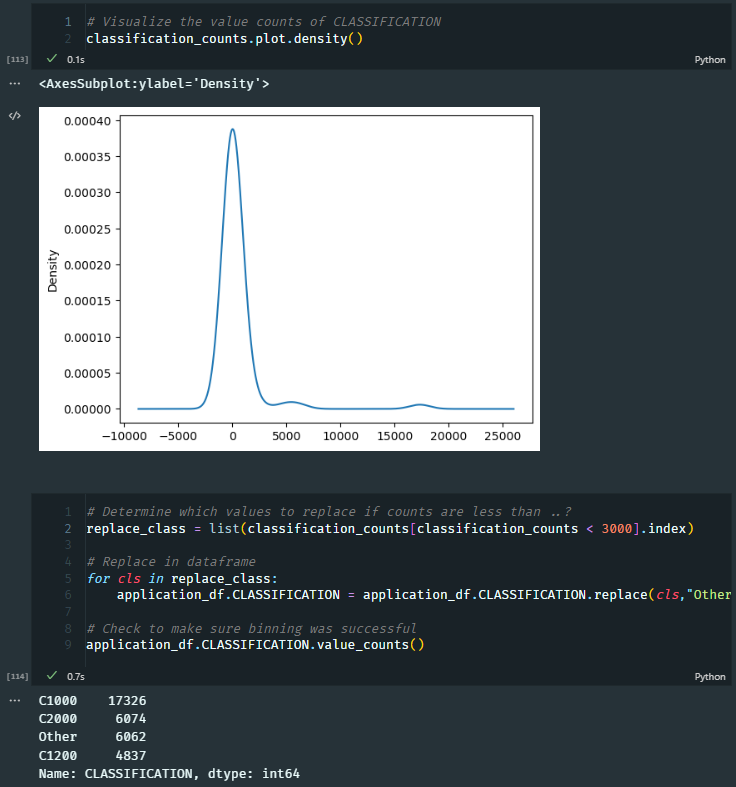 1 # Visualize the value counts of CLASSIFICATION
2 classification_counts.plot.density()
[113] ✓ 0.1s Python
... <AxesSubplot:ylabel='Density'>
</>
0.00040
0.00035
0.00030
0.00025
0.00020
0.00015
0.00010
0.00005
0.00000
Density
−10000 −5000 0 5000 10000 15000 20000 25000
1 # Determine which values to replace if counts are less than ..?
2 replace_class = list(classification_counts[classification_counts < 3000].index)
3
4 # Replace in dataframe
5 for cls in replace_class:
6 application_df.CLASSIFICATION = application_df.CLASSIFICATION.replace(cls,"Other
7
8 # Check to make sure binning was successful
9 application_df.CLASSIFICATION.value_counts()
[114] ✓ 0.7s Python
... C1000 17326
C2000 6074
Other 6062
C1200 4837
Name: CLASSIFICATION, dtype: int64